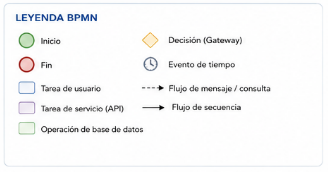 LEYENDA BPMN
Inicio
Decisión (Gateway)
Fin
Evento de tiempo
Tarea de usuario
Flujo de mensaje / consulta
Tarea de servicio (API)
Flujo de secuencia
Operación de base de datos